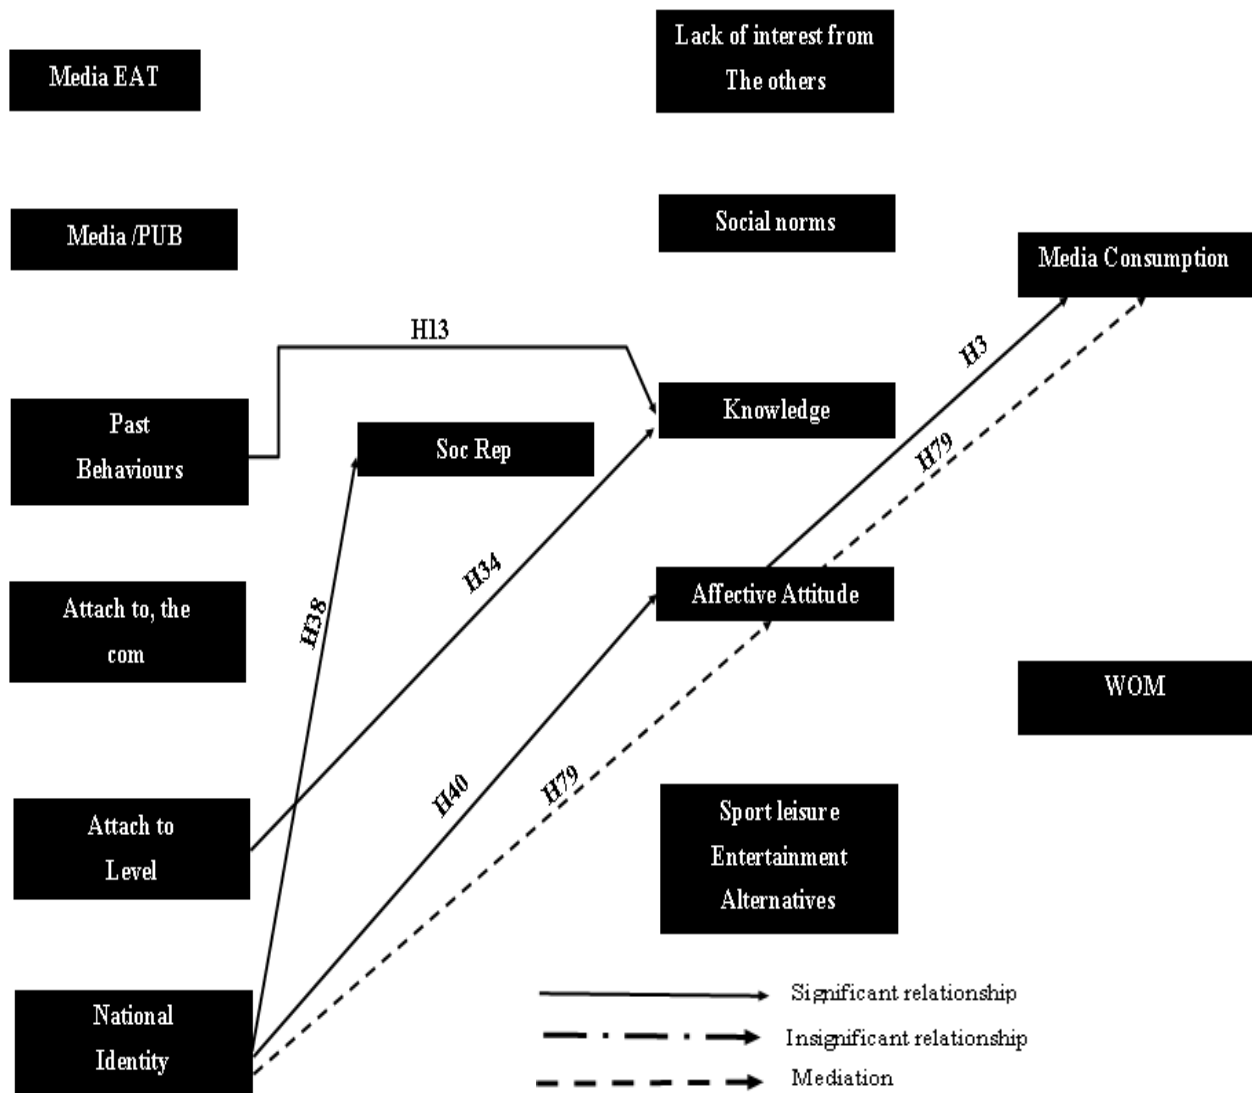 Lack of interest from
The others
Media EAT
Social norms
Media /PUB
Media Consumption
H13
H3
Past
Behaviours
Knowledge
Soc Rep
H79
H34
Attach to, the
com
H38
Affective Attitude
WOM
H40
H79
Attach to
Level
Sport leisure
Entertainment
Alternatives
National
Identity
Significant relationship
Insignificant relationship
Mediation